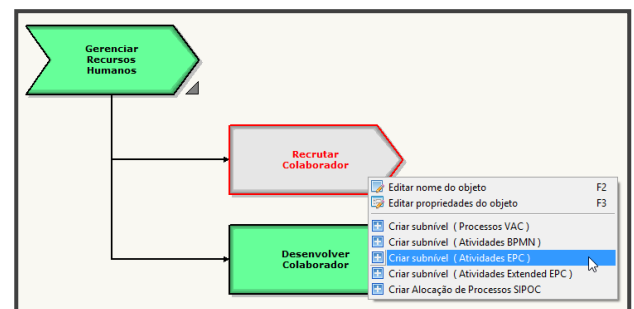 Gerenciar
Recursos
Humanos
Recrutar
Colaborador
Desenvolver
Colaborador
Editar nome do objeto F2
Editar propriedades do objeto F3
Criar subnível ( Processos VAC )
Criar subnível ( Atividades BPMN )
Criar subnível ( Atividades EPC )
Criar subnível ( Atividades Extended EPC )
Criar Alocação de Processos SIPOC